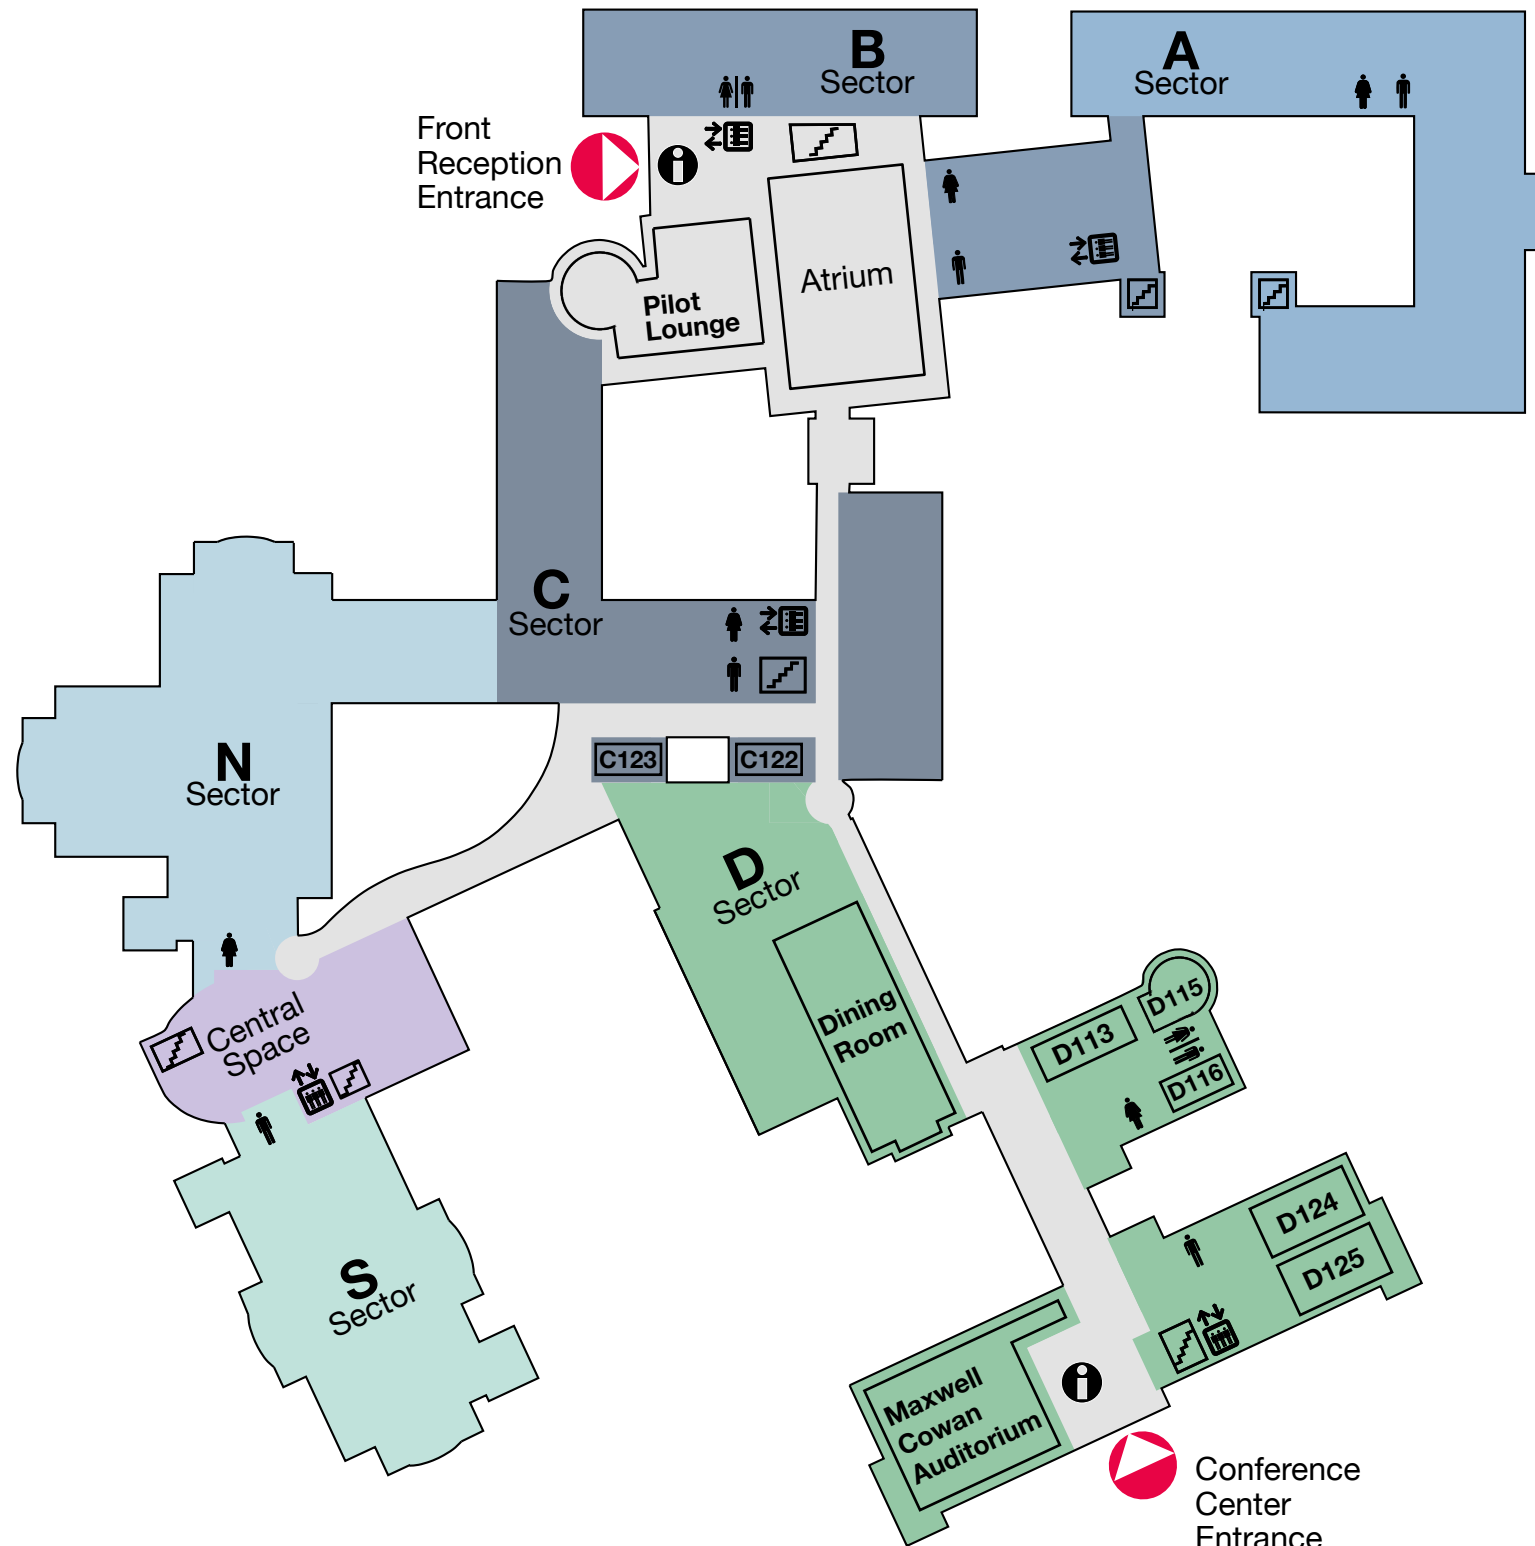 B
Sector
A
Sector
Front
Reception
Entrance
Atrium
Pilot
Lounge
C
Sector
N
Sector
C123
C122
D
Sector
Dining
Room
D115
D113
D116
Central
Space
D124
D125
S
Sector
Maxwell
Cowan
Auditorium
Conference
Center
Entrance